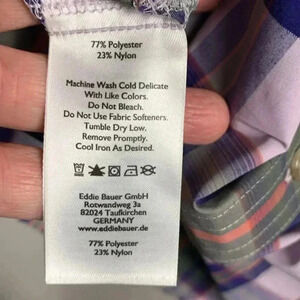 77% Polyester
23% Nylon
Machine Wash Cold Delicate
With Like Colors.
Do Not Bleach.
Do Not Use Fabric Softeners.
Tumble Dry Low.
Remove Promptly.
Cool Iron As Desired.
Eddie Bauer GmbH
Rotwandweg 3a
82024 Taufkirchen
GERMANY
www.eddiebauer.de
77% Polyester
23% Nylon